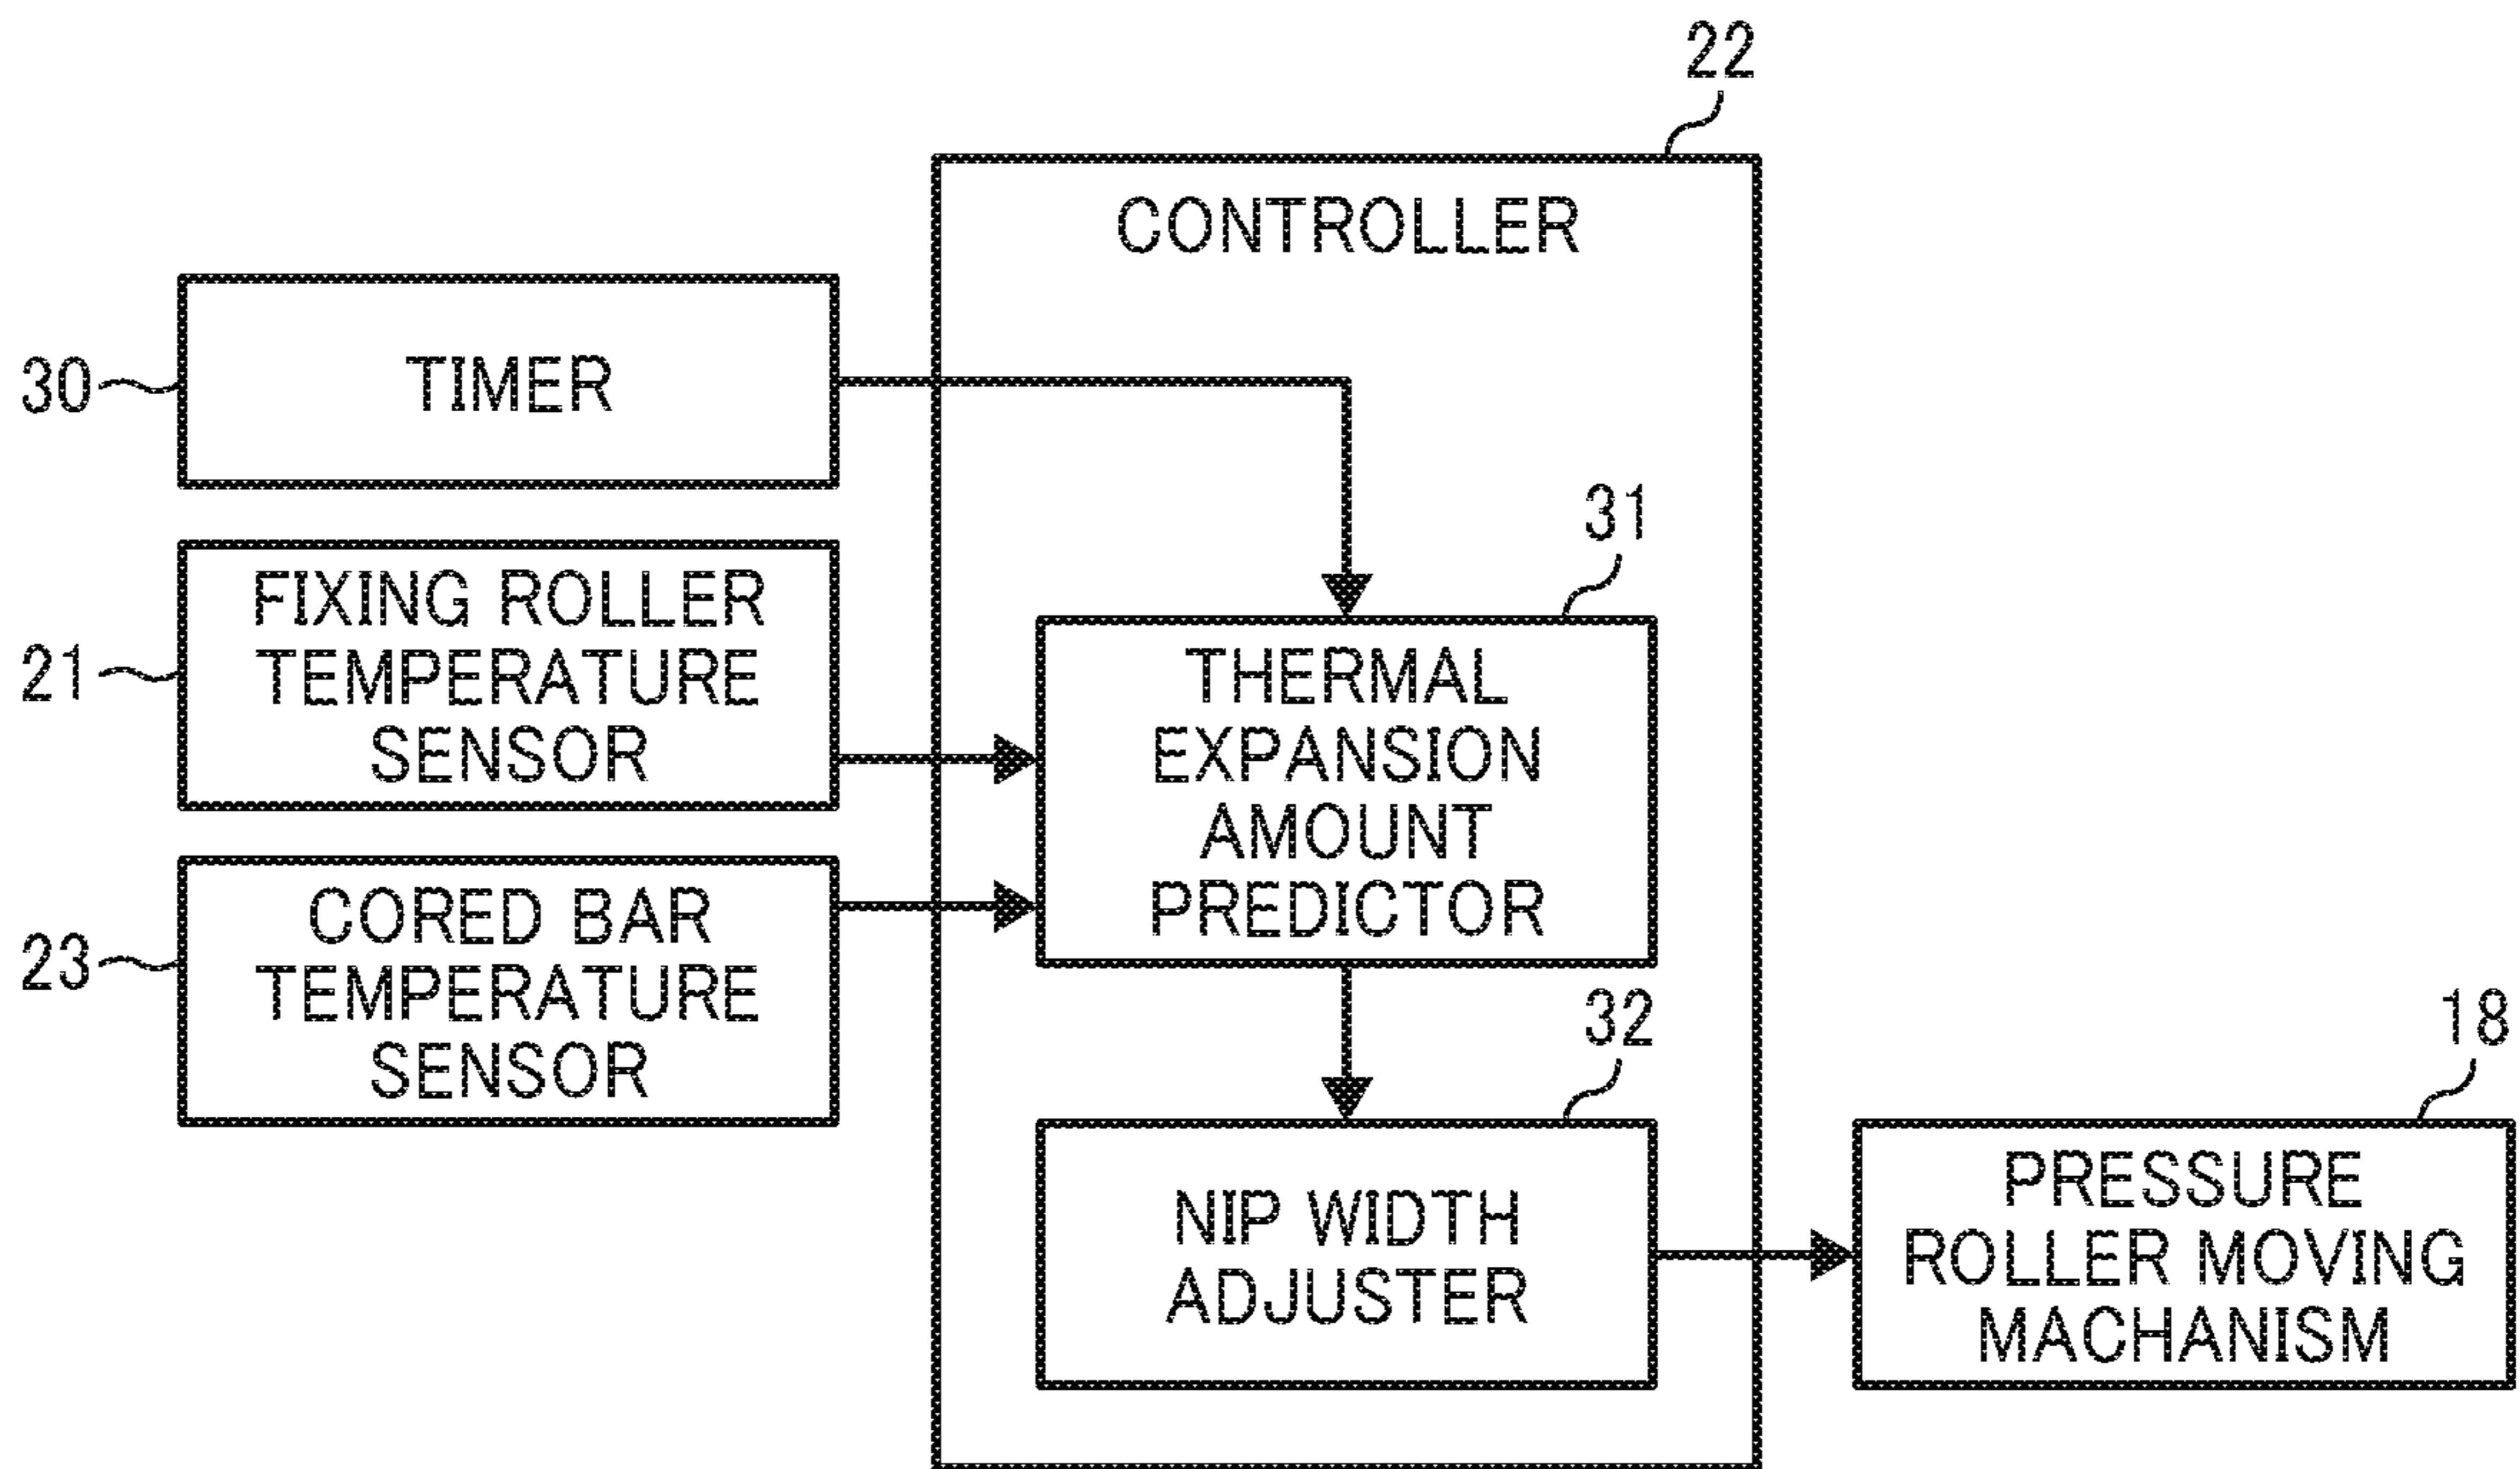 22
CONTROLLER
30
TIMER
31
21
FIXING ROLLER
TEMPERATURE
SENSOR
THERMAL
EXPANSION
AMOUNT
PREDICTOR
23
CORED BAR
TEMPERATURE
SENSOR
32
NIP WIDTH
ADJUSTER
18
PRESSURE
ROLLER MOVING
MACHANISM